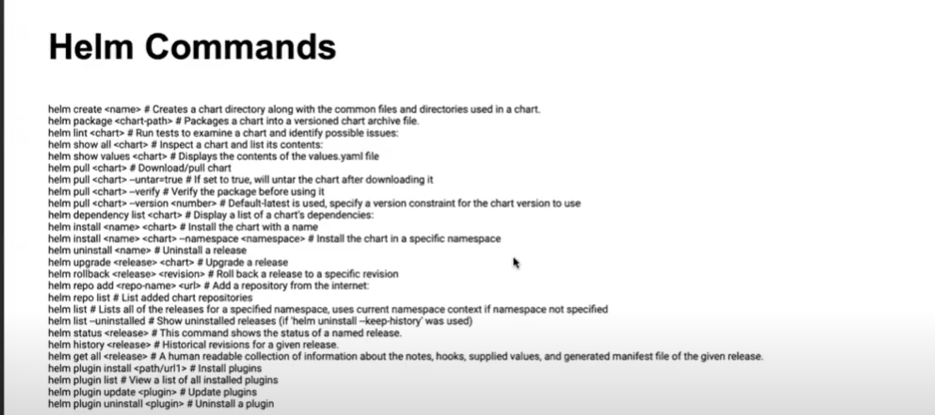 Helm Commands
helm create <name> # Creates a chart directory along with the common files and directories used in a chart.
helm package <chart-path> # Packages a chart into a versioned chart archive file.
helm lint <chart> # Run tests to examine a chart and identify possible issues:
helm show all <chart> # Inspect a chart and list its contents:
helm show values <chart> # Displays the contents of the values.yaml file
helm pull <chart> # Download/pull chart
helm pull <chart> –untar=true # If set to true, will untar the chart after downloading it
helm pull <chart> –verify # Verify the package before using it
helm pull <chart> –version <number> # Default-latest is used, specify a version constraint for the chart version to use
helm dependency list <chart> # Display a list of a chart's dependencies:
helm install <name> <chart> # Install the chart with a name
helm install <name> <chart> –namespace <namespace> # Install the chart in a specific namespace
helm uninstall <name> # Uninstall a release
helm upgrade <release> <chart> # Upgrade a release
helm rollback <release> <revision> # Roll back a release to a specific revision
helm repo add <repo-name> <url> # Add a repository from the internet:
helm repo list # List added chart repositories
helm list # Lists all of the releases for a specified namespace, uses current namespace context if namespace not specified
helm list –uninstalled # Show uninstalled releases (if 'helm uninstall –keep-history' was used)
helm status <release> # This command shows the status of a named release.
helm history <release> # Historical revisions for a given release.
helm get all <release> # A human readable collection of information about the notes, hooks, supplied values, and generated manifest file of the given release.
helm plugin install <path/url1> # Install plugins
helm plugin list # View a list of all installed plugins
helm plugin update <plugin> # Update plugins
helm plugin uninstall <plugin> # Uninstall a plugin